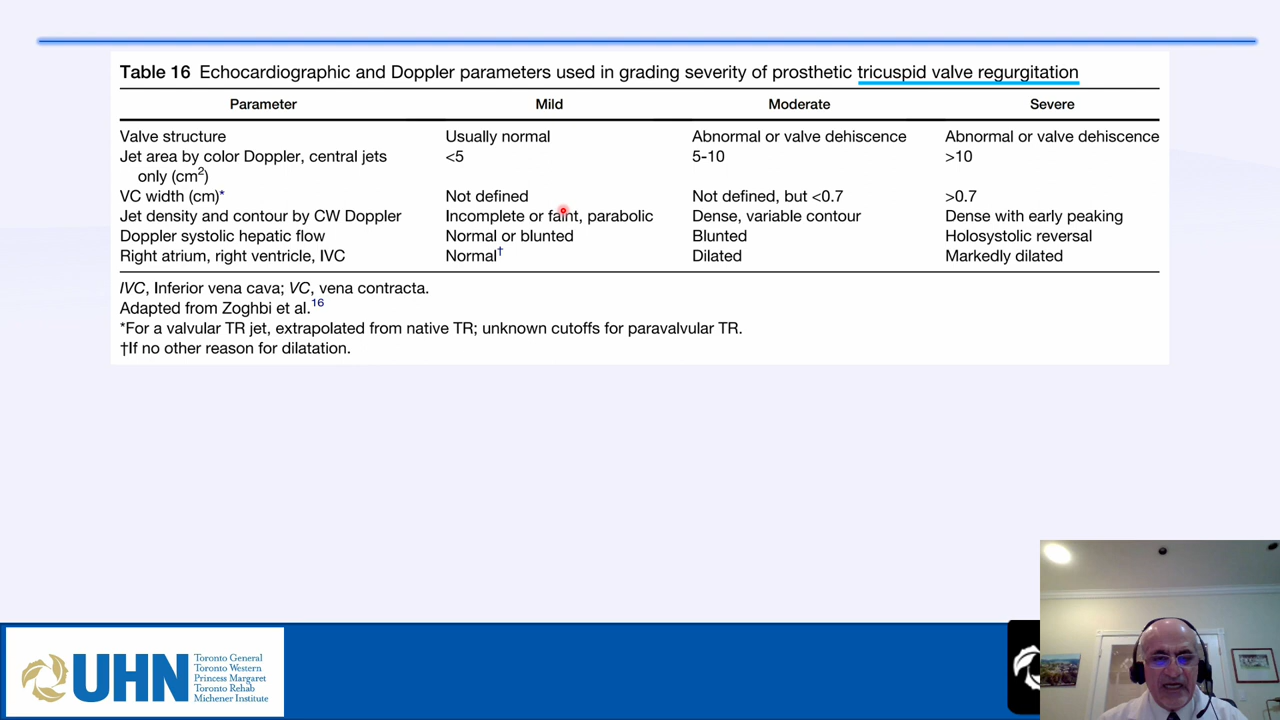 Table 16 Echocardiographic and Doppler parameters used in grading severity of prosthetic tricuspid valve regurgitation
Parameter Mild Moderate Severe
Valve structure Usually normal Abnormal or valve dehiscence Abnormal or valve dehiscence
Jet area by color Doppler, central jets only (cm²) <5 5-10 >10
VC width (cm)* Not defined Not defined, but <0.7 >0.7
Jet density and contour by CW Doppler Incomplete or faint, parabolic Dense, variable contour Dense with early peaking
Doppler systolic hepatic flow Normal or blunted Blunted Holosystolic reversal
Right atrium, right ventricle, IVC Normal† Dilated Markedly dilated
IVC, Inferior vena cava; VC, vena contracta.
Adapted from Zoghbi et al.16
*For a valvular TR jet, extrapolated from native TR; unknown cutoffs for paravalvular TR.
†If no other reason for dilatation.
UHN
Toronto General
Toronto Western
Princess Margaret
Toronto Rehab
Michener Institute